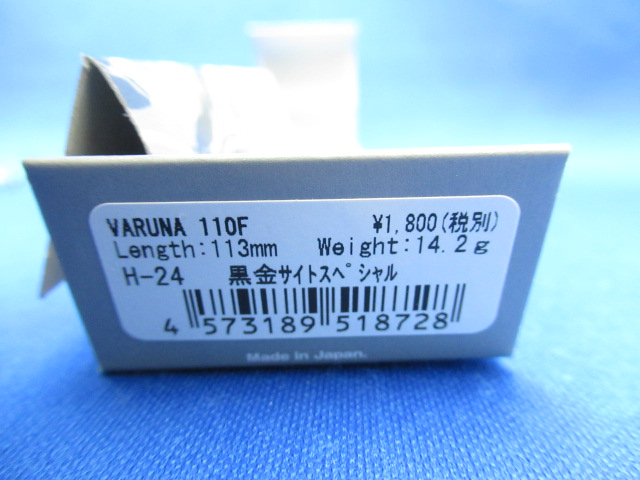 VARUNA 110F ¥1,800(税別)
Length:113mm Weight:14.2g
H-24 黒金サイトスペシャル
4 573189 518728
Made in Japan.